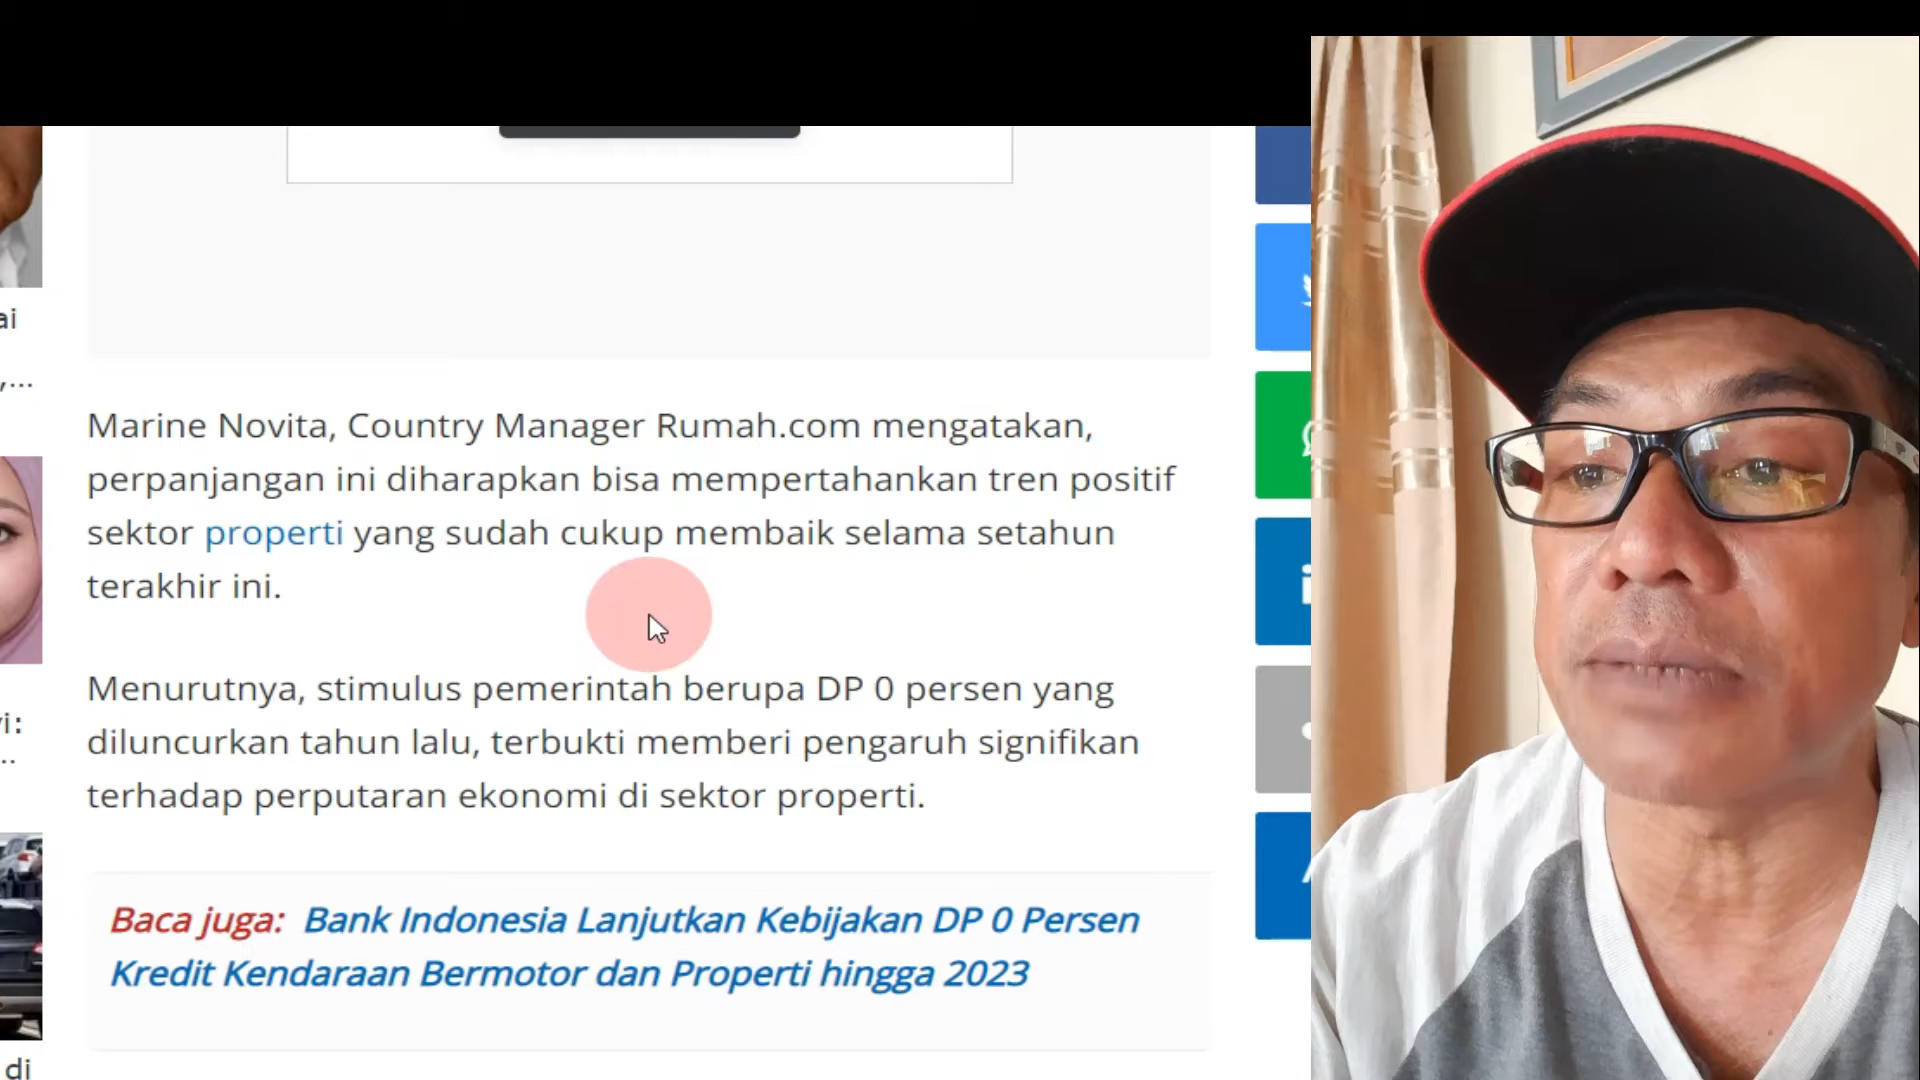 ai
,...
Marine Novita, Country Manager Rumah.com mengatakan,
perpanjangan ini diharapkan bisa mempertahankan tren positif
sektor properti yang sudah cukup membaik selama setahun
terakhir ini.
Menurutnya, stimulus pemerintah berupa DP 0 persen yang
diluncurkan tahun lalu, terbukti memberi pengaruh signifikan
terhadap perputaran ekonomi di sektor properti.
Baca juga: Bank Indonesia Lanjutkan Kebijakan DP 0 Persen
Kredit Kendaraan Bermotor dan Properti hingga 2023
di